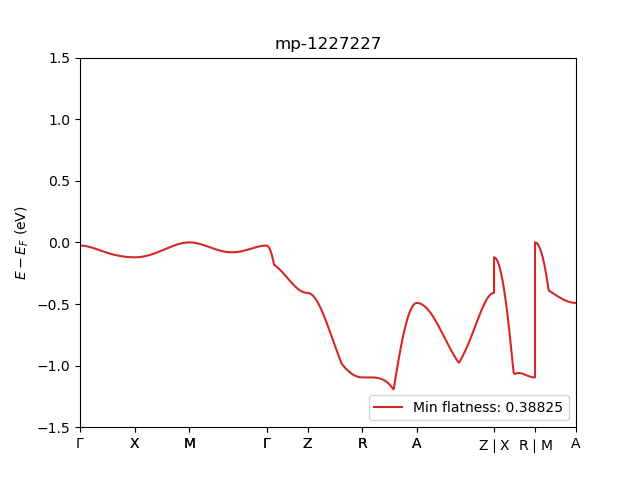 mp-1227227
E − E_F (eV)
1.5
1.0
0.5
0.0
−0.5
−1.0
−1.5
Min flatness: 0.38825
Γ X M Γ Z R A Z | X R | M A